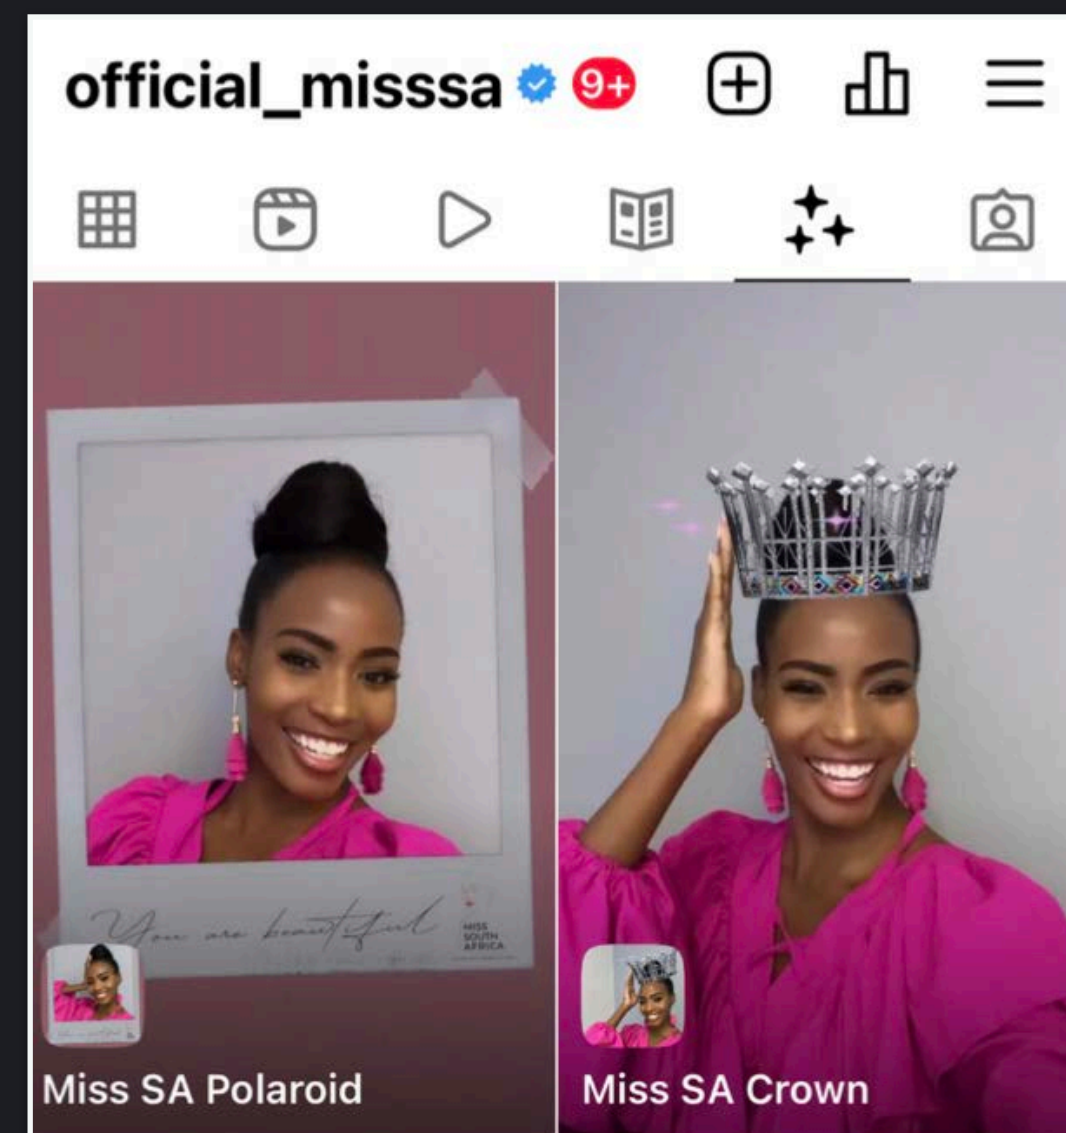 official_misssa 9+
You are beautiful
MISS
SOUTH
AFRICA
Miss SA Polaroid
Miss SA Crown